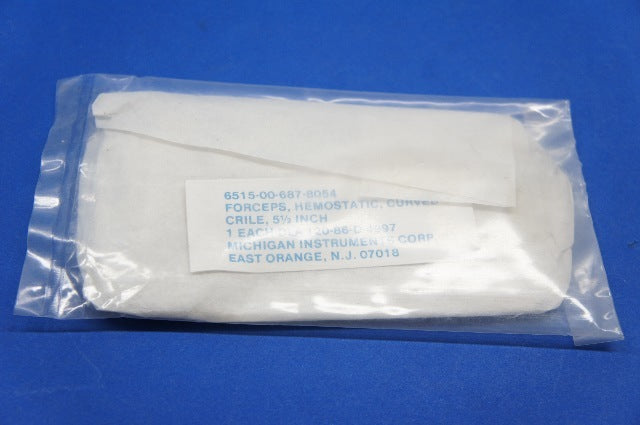 6515-00-687-8054
FORCEPS, HEMOSTATIC, CURVED
CRILE, 5½ INCH
1 EACH DLA 120-86-D-
MICHIGAN INSTRUMENTS CORP.
EAST ORANGE, N.J. 07018